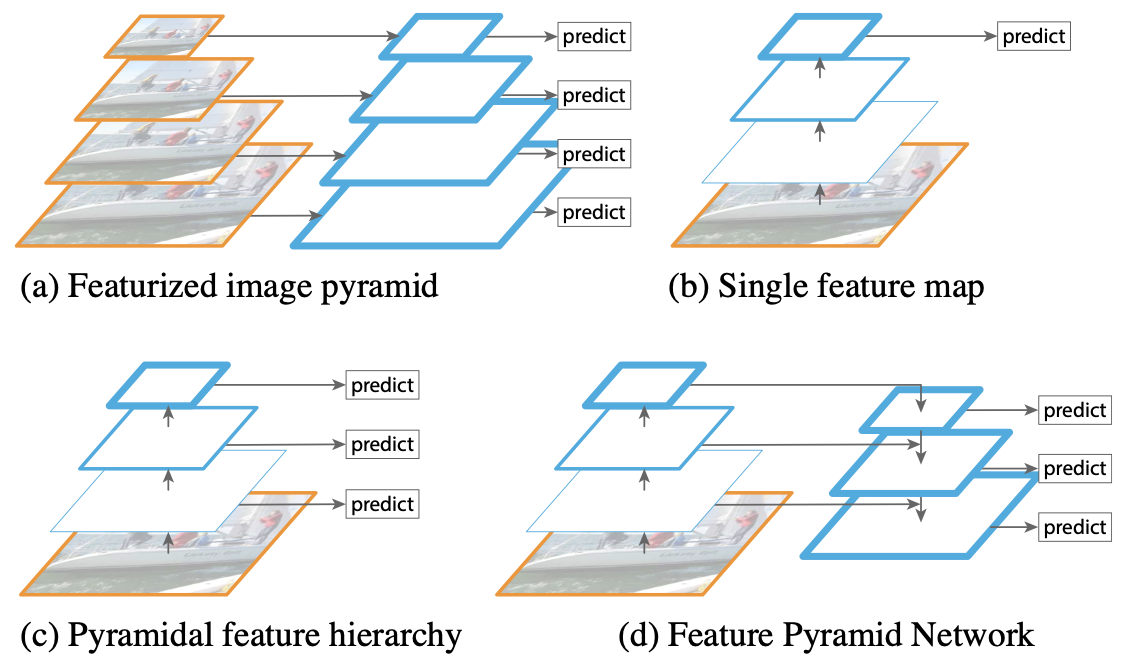 predict
predict
predict
predict
(a) Featurized image pyramid
predict
(b) Single feature map
predict
predict
predict
(c) Pyramidal feature hierarchy
predict
predict
predict
(d) Feature Pyramid Network